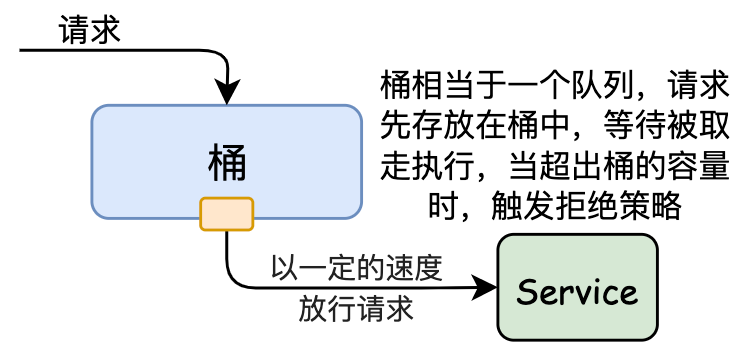 请求
桶
桶相当于一个队列，请求
先存放在桶中，等待被取
走执行，当超出桶的容量
时，触发拒绝策略
以一定的速度
放行请求
Service